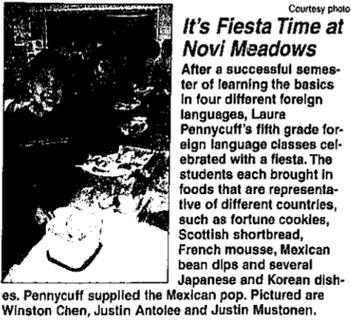 Courtesy photo
It's Fiesta Time at
Novi Meadows
After a successful semes-
ter of learning the basics
in four different foreign
languages, Laura
Pennycuff's fifth grade for-
eign language classes cel-
ebrated with a fiesta. The
students each brought in
foods that are representa-
tive of different countries,
such as fortune cookies,
Scottish shortbread,
French mousse, Mexican
bean dips and several
Japanese and Korean dish-
es. Pennycuff supplied the Mexican pop. Pictured are
Winston Chen, Justin Antolee and Justin Mustonen.